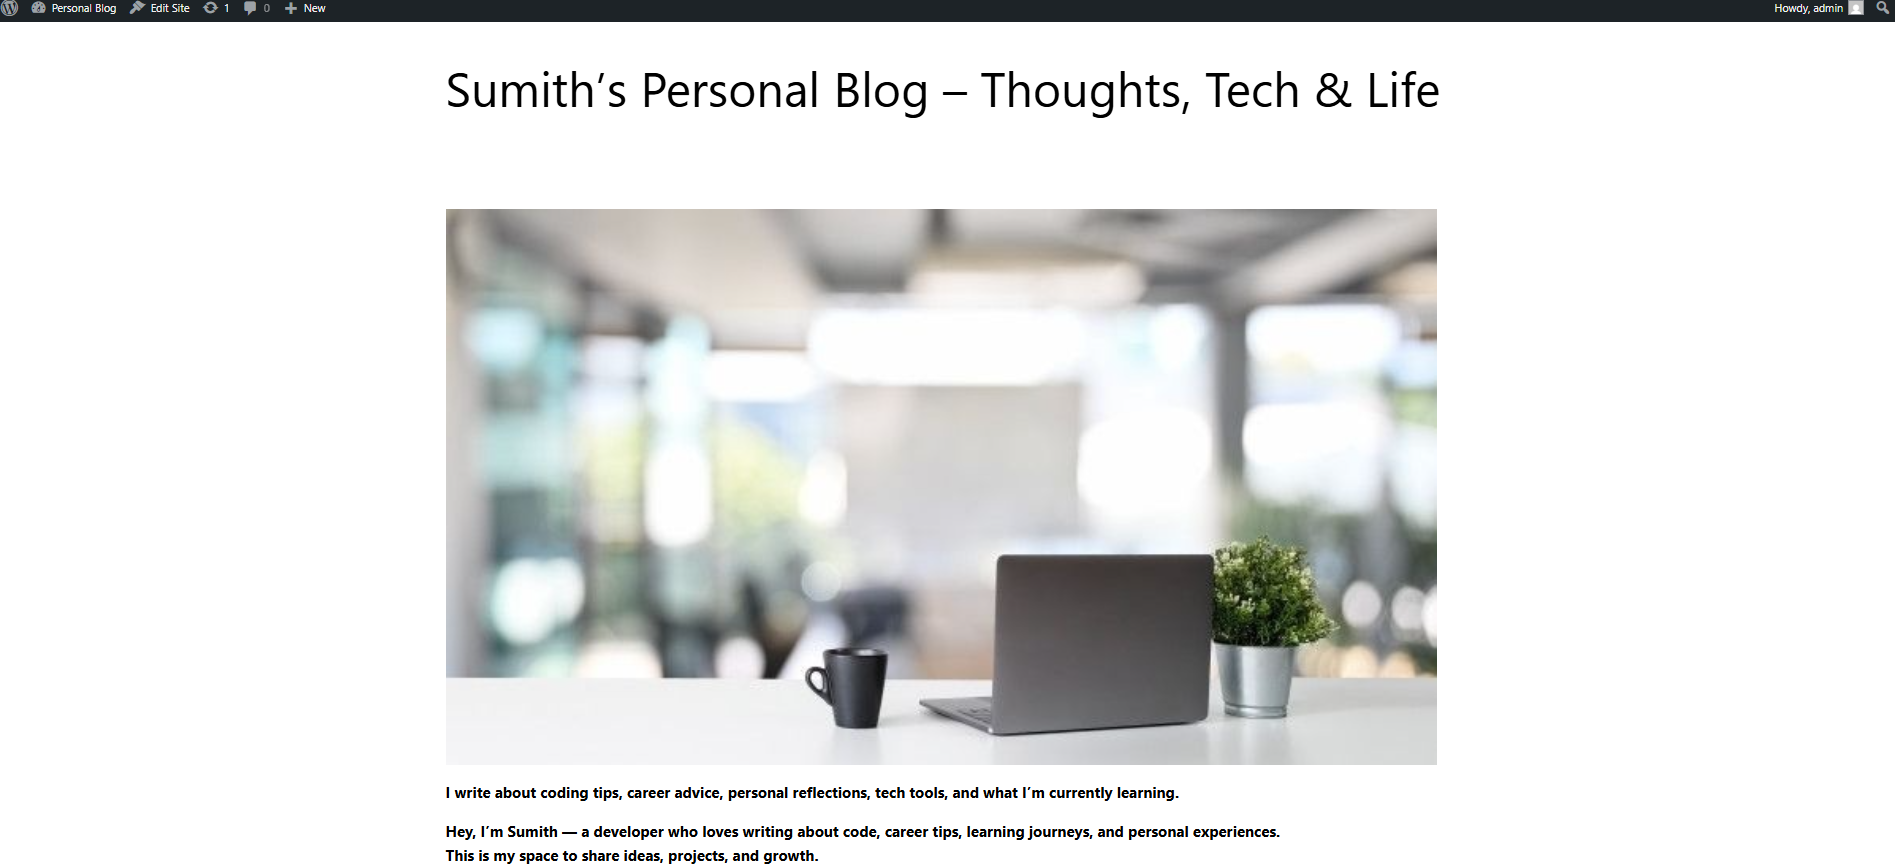 Personal Blog Edit Site 1 0 New Howdy, admin
Sumith’s Personal Blog – Thoughts, Tech & Life
I write about coding tips, career advice, personal reflections, tech tools, and what I’m currently learning.
Hey, I’m Sumith — a developer who loves writing about code, career tips, learning journeys, and personal experiences.
This is my space to share ideas, projects, and growth.